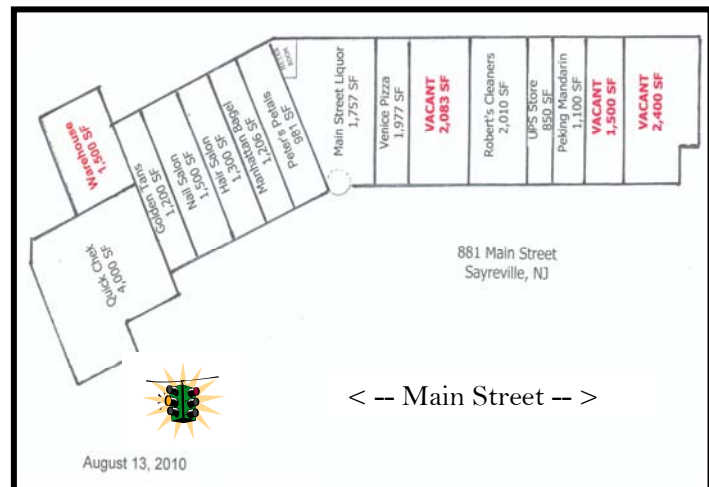 Warehouse
1,500 SF
Quick Chek
4,000 SF
Golden Tans
1,200 SF
Nail Salon
1,500 SF
Hair Salon
1,300 SF
Manhattan Bagel
1,206 SF
Peter's Petals
981 SF
METER
ROOM
Main Street Liquor
1,757 SF
Venice Pizza
1,977 SF
VACANT
2,083 SF
Robert's Cleaners
2,010 SF
UPS Store
850 SF
Peking Mandarin
1,100 SF
VACANT
1,500 SF
VACANT
2,400 SF
881 Main Street
Sayreville, NJ
< -- Main Street -- >
August 13, 2010